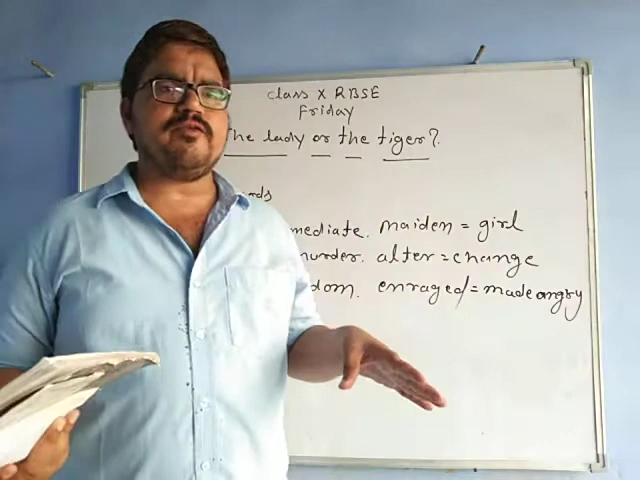 Class X RBSE
Friday
The lady or the tiger?
mediate. maiden = girl
murder. alter = change
dom. enraged = made angry